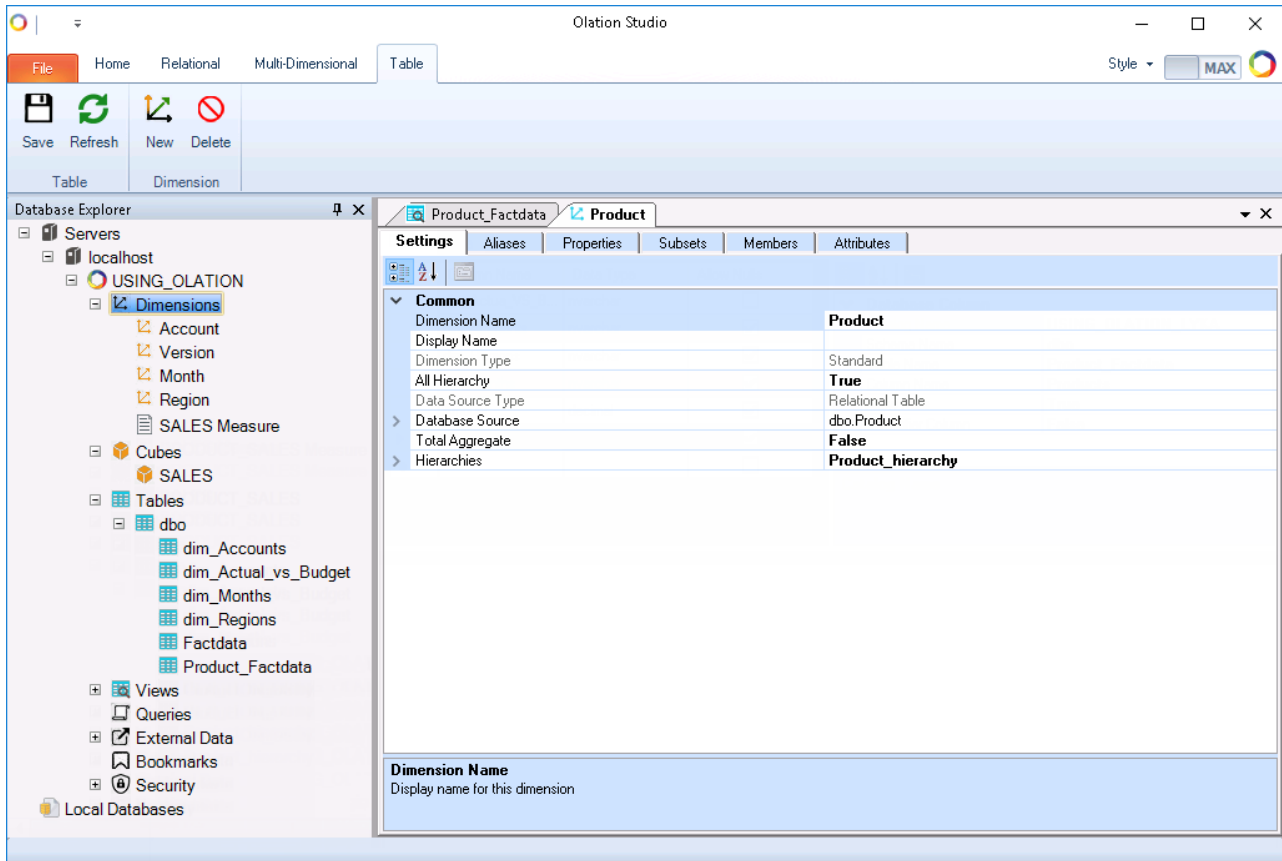 Olation Studio
File Home Relational Multi-Dimensional Table Style MAX
Save Refresh New Delete
Table Dimension
Database Explorer
Servers
localhost
USING_OLATION
Dimensions
Account
Version
Month
Region
SALES Measure
Cubes
SALES
Tables
dbo
dim_Accounts
dim_Actual_vs_Budget
dim_Months
dim_Regions
Factdata
Product_Factdata
Views
Queries
External Data
Bookmarks
Security
Local Databases
Product_Factdata Product
Settings Aliases Properties Subsets Members Attributes
Common
Dimension Name Product
Display Name
Dimension Type Standard
All Hierarchy True
Data Source Type Relational Table
Database Source dbo.Product
Total Aggregate False
Hierarchies Product_hierarchy
Dimension Name
Display name for this dimension